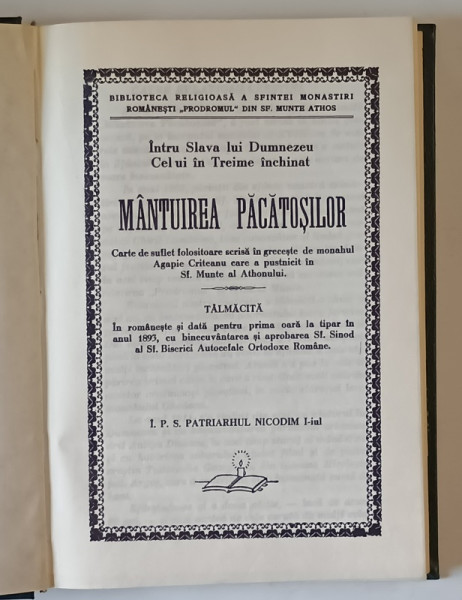 BIBLIOTECA RELIGIOASĂ A SFINTEI MONASTIRI
ROMÂNEȘTI „PRODROMUL" DIN SF. MUNTE ATHOS
Întru Slava lui Dumnezeu
Celui în Treime închinat
MÂNTUIREA PĂCĂTOȘILOR
Carte de suflet folositoare scrisă în grecește de monahul
Agapie Criteanu care a pustnicit în
Sf. Munte al Athonului.
TĂLMĂCITĂ
În românește și dată pentru prima oară la tipar în
anul 1893, cu binecuvântarea și aprobarea Sf. Sinod
al Sf. Biserici Autocefale Ortodoxe Române.
Î. P. S. PATRIARHUL NICODIM I-iul